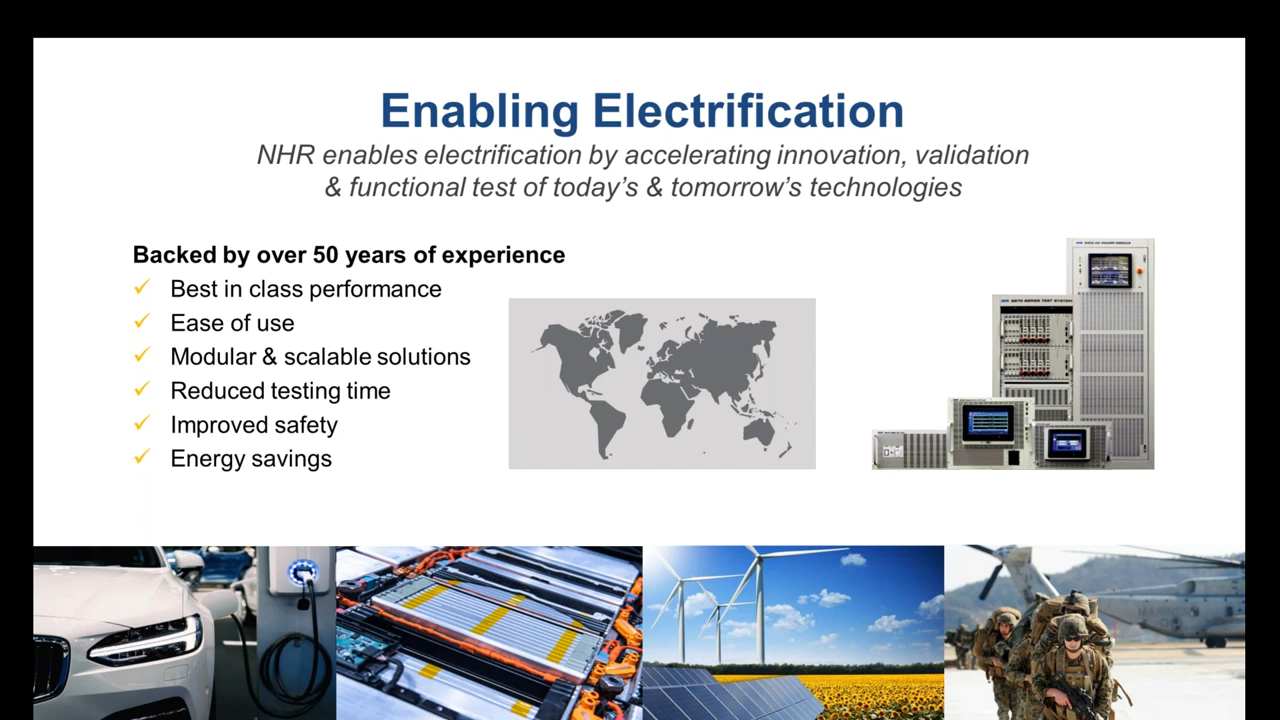 Enabling Electrification
NHR enables electrification by accelerating innovation, validation
& functional test of today's & tomorrow's technologies
Backed by over 50 years of experience
✓ Best in class performance
✓ Ease of use
✓ Modular & scalable solutions
✓ Reduced testing time
✓ Improved safety
✓ Energy savings
MARINES